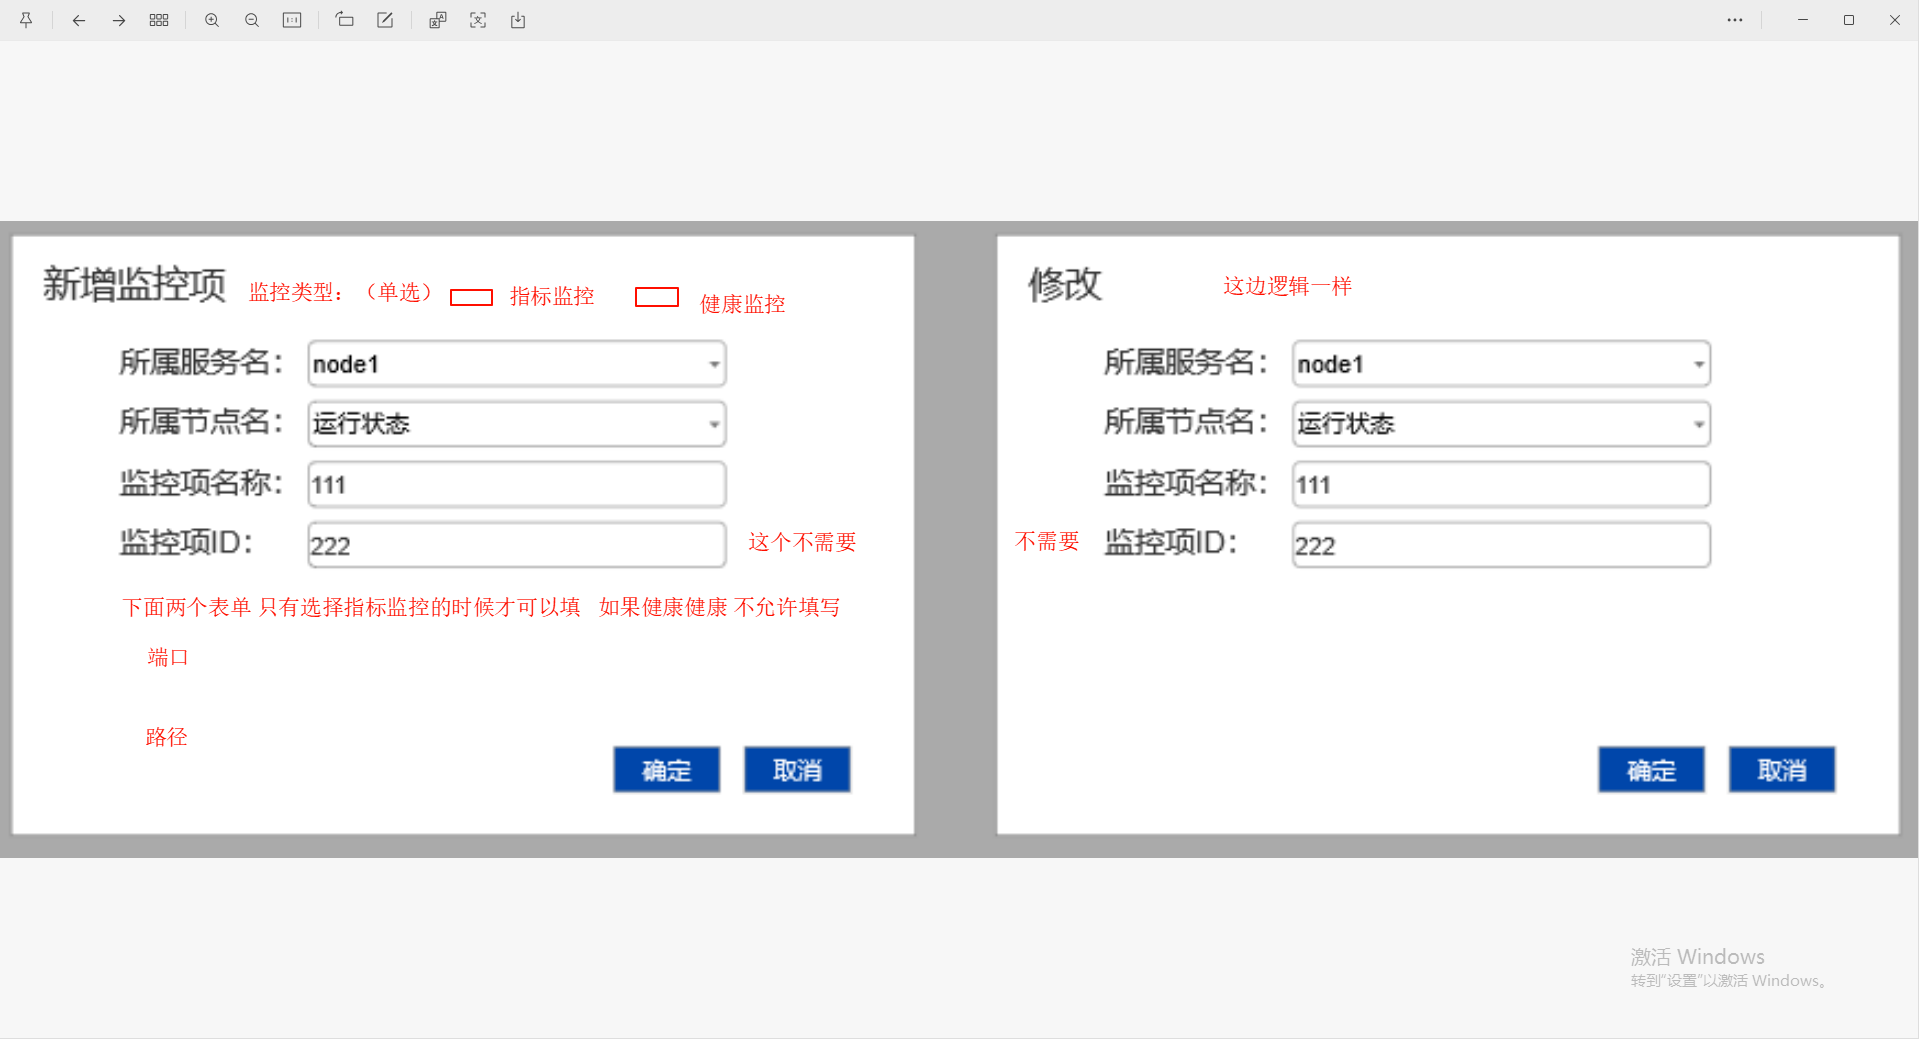 新增监控项 监控类型：（单选） 指标监控 健康监控
所属服务名： node1
所属节点名： 运行状态
监控项名称： 111
监控项ID： 222 这个不需要
下面两个表单 只有选择指标监控的时候才可以填 如果健康健康 不允许填写
端口
路径
确定 取消
修改 这边逻辑一样
所属服务名： node1
所属节点名： 运行状态
监控项名称： 111
不需要 监控项ID： 222
确定 取消
激活 Windows
转到“设置”以激活 Windows。